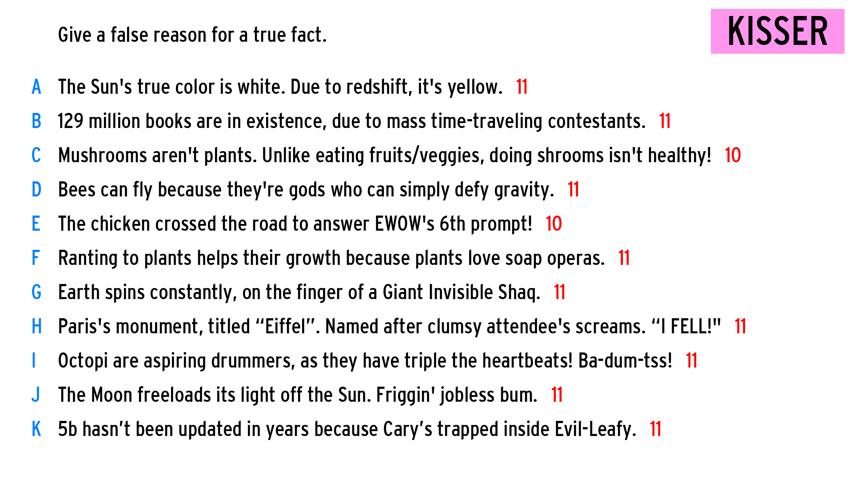 Give a false reason for a true fact.
KISSER
A The Sun's true color is white. Due to redshift, it's yellow. 11
B 129 million books are in existence, due to mass time-traveling contestants. 11
C Mushrooms aren't plants. Unlike eating fruits/veggies, doing shrooms isn't healthy! 10
D Bees can fly because they're gods who can simply defy gravity. 11
E The chicken crossed the road to answer EWOW's 6th prompt! 10
F Ranting to plants helps their growth because plants love soap operas. 11
G Earth spins constantly, on the finger of a Giant Invisible Shaq. 11
H Paris's monument, titled “Eiffel”. Named after clumsy attendee's screams. “I FELL!" 11
I Octopi are aspiring drummers, as they have triple the heartbeats! Ba-dum-tss! 11
J The Moon freeloads its light off the Sun. Friggin' jobless bum. 11
K 5b hasn’t been updated in years because Cary’s trapped inside Evil-Leafy. 11